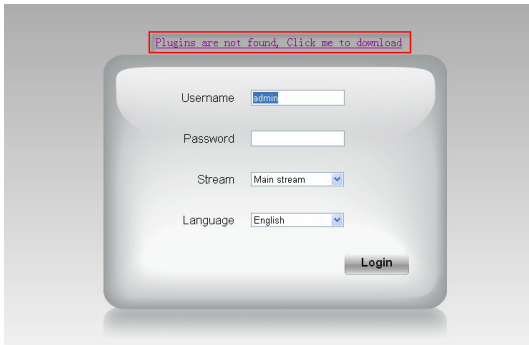 Plugins are not found, Click me to download
Username admin
Password
Stream Main stream
Language English
Login